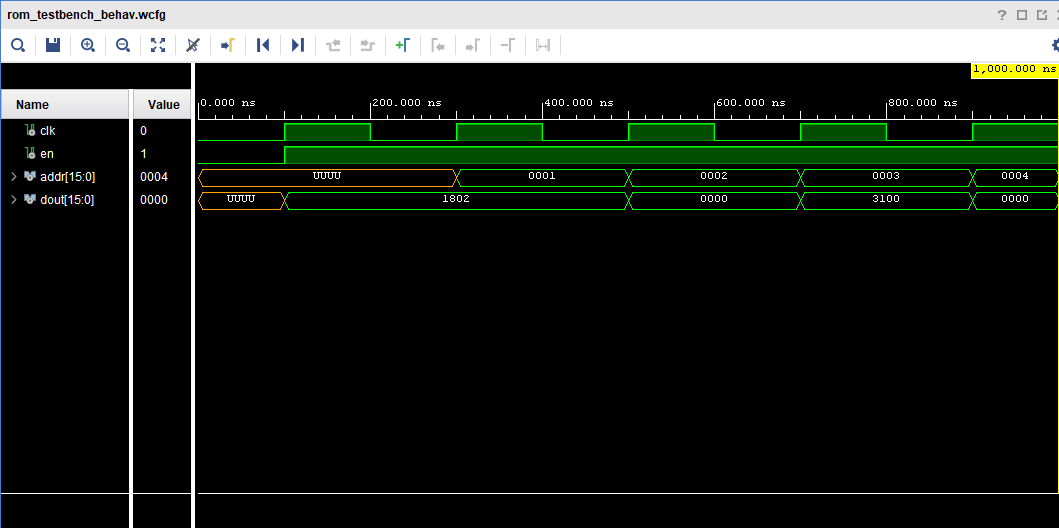 rom_testbench_behav.wcfg
1,000.000 ns
Name Value 0.000 ns 200.000 ns 400.000 ns 600.000 ns 800.000 ns
clk 0
en 1
addr[15:0] 0004 UUUU 0001 0002 0003 0004
dout[15:0] 0000 UUUU 1802 0000 3100 0000